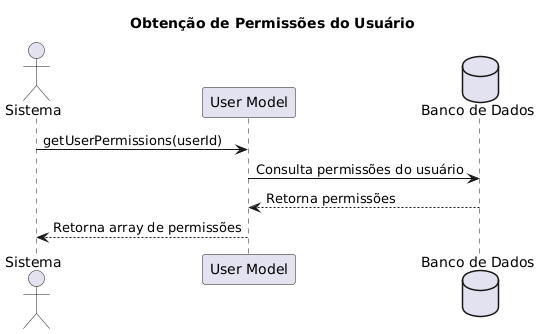 Obtenção de Permissões do Usuário
Sistema
User Model
Banco de Dados
getUserPermissions(userId)
Consulta permissões do usuário
Retorna permissões
Retorna array de permissões
Sistema
User Model
Banco de Dados